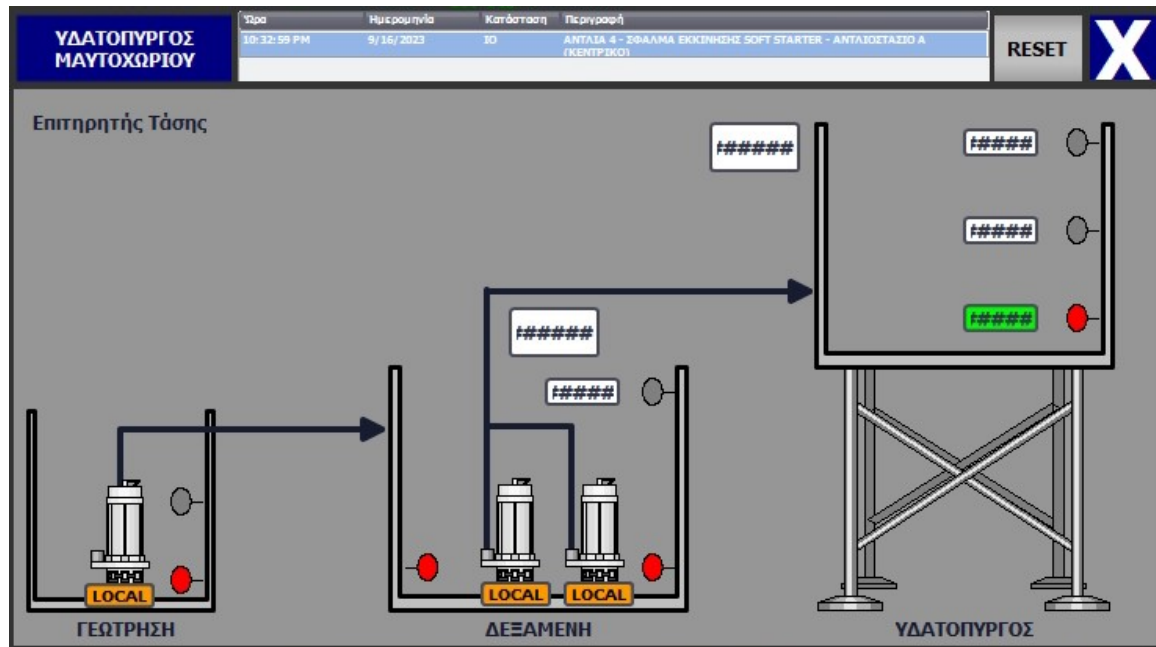 ΥΔΑΤΟΠΥΡΓΟΣ
ΜΑΥΤΟΧΩΡΙΟΥ
Ώρα Ημερομηνία Κατάσταση Περιγραφή
10:32:59 PM 9/16/2023 IO ΑΝΤΛΙΑ 4 - ΣΦΑΛΜΑ ΕΚΚΙΝΗΣΗΣ SOFT STARTER - ΑΝΤΛΙΟΣΤΑΣΙΟ Α
(ΚΕΝΤΡΙΚΟ)
RESET
X
Επιτηρητής Τάσης
######
#####
#####
#####
######
#####
LOCAL
LOCAL
LOCAL
ΓΕΩΤΡΗΣΗ
ΔΕΞΑΜΕΝΗ
ΥΔΑΤΟΠΥΡΓΟΣ